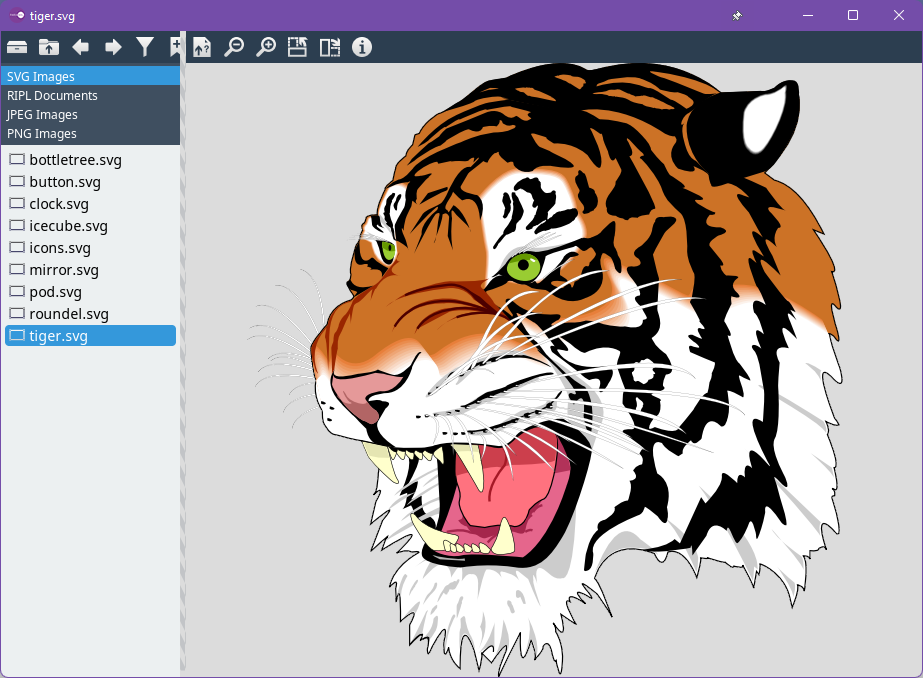 tiger.svg
SVG Images
RIPL Documents
JPEG Images
PNG Images
bottletree.svg
button.svg
clock.svg
icecube.svg
icons.svg
mirror.svg
pod.svg
roundel.svg
tiger.svg